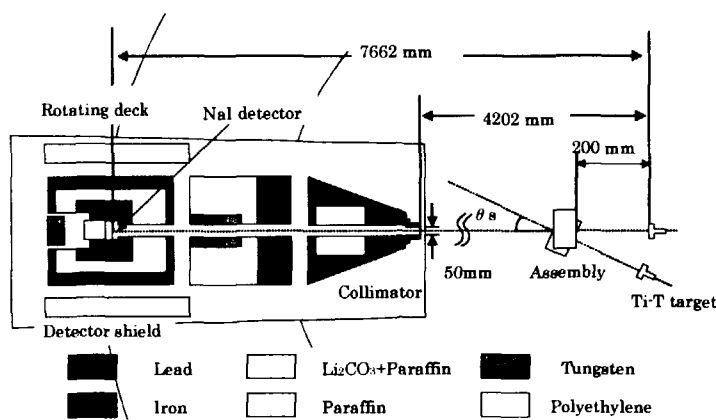 7662 mm
Rotating deck
NaI detector
4202 mm
200 mm
θ s
50mm
Assembly
Collimator
Ti-T target
Detector shield
Lead
Li₂CO₃+Paraffin
Tungsten
Iron
Paraffin
Polyethylene